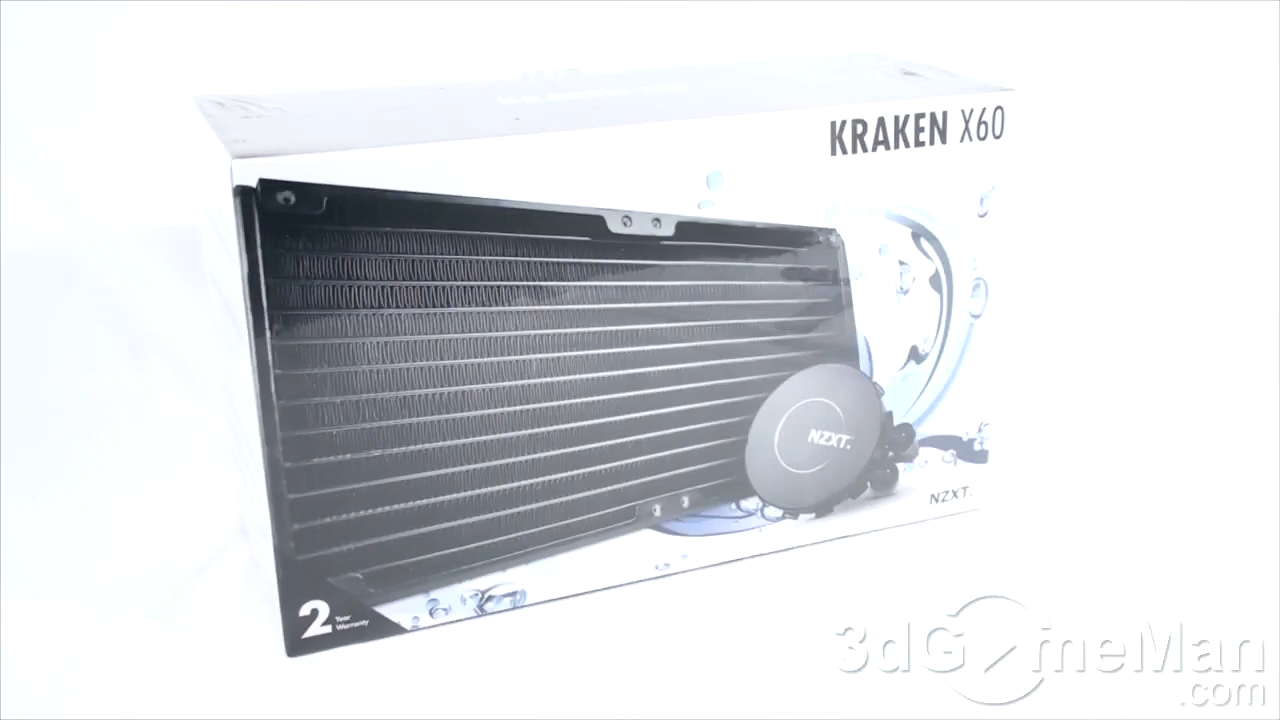 KRAKEN X60
NZXT.
NZXT.
2 Year
Warranty
3dGameMan
.com